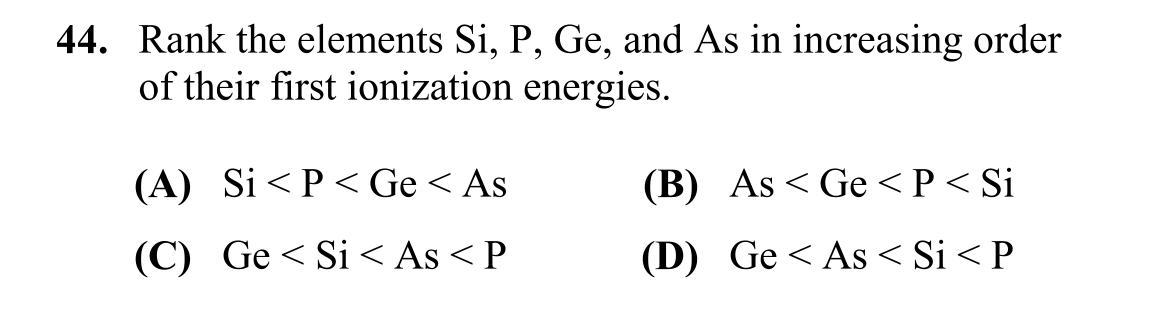 44. Rank the elements Si, P, Ge, and As in increasing order
of their first ionization energies.
(A) Si < P < Ge < As (B) As < Ge < P < Si
(C) Ge < Si < As < P (D) Ge < As < Si < P